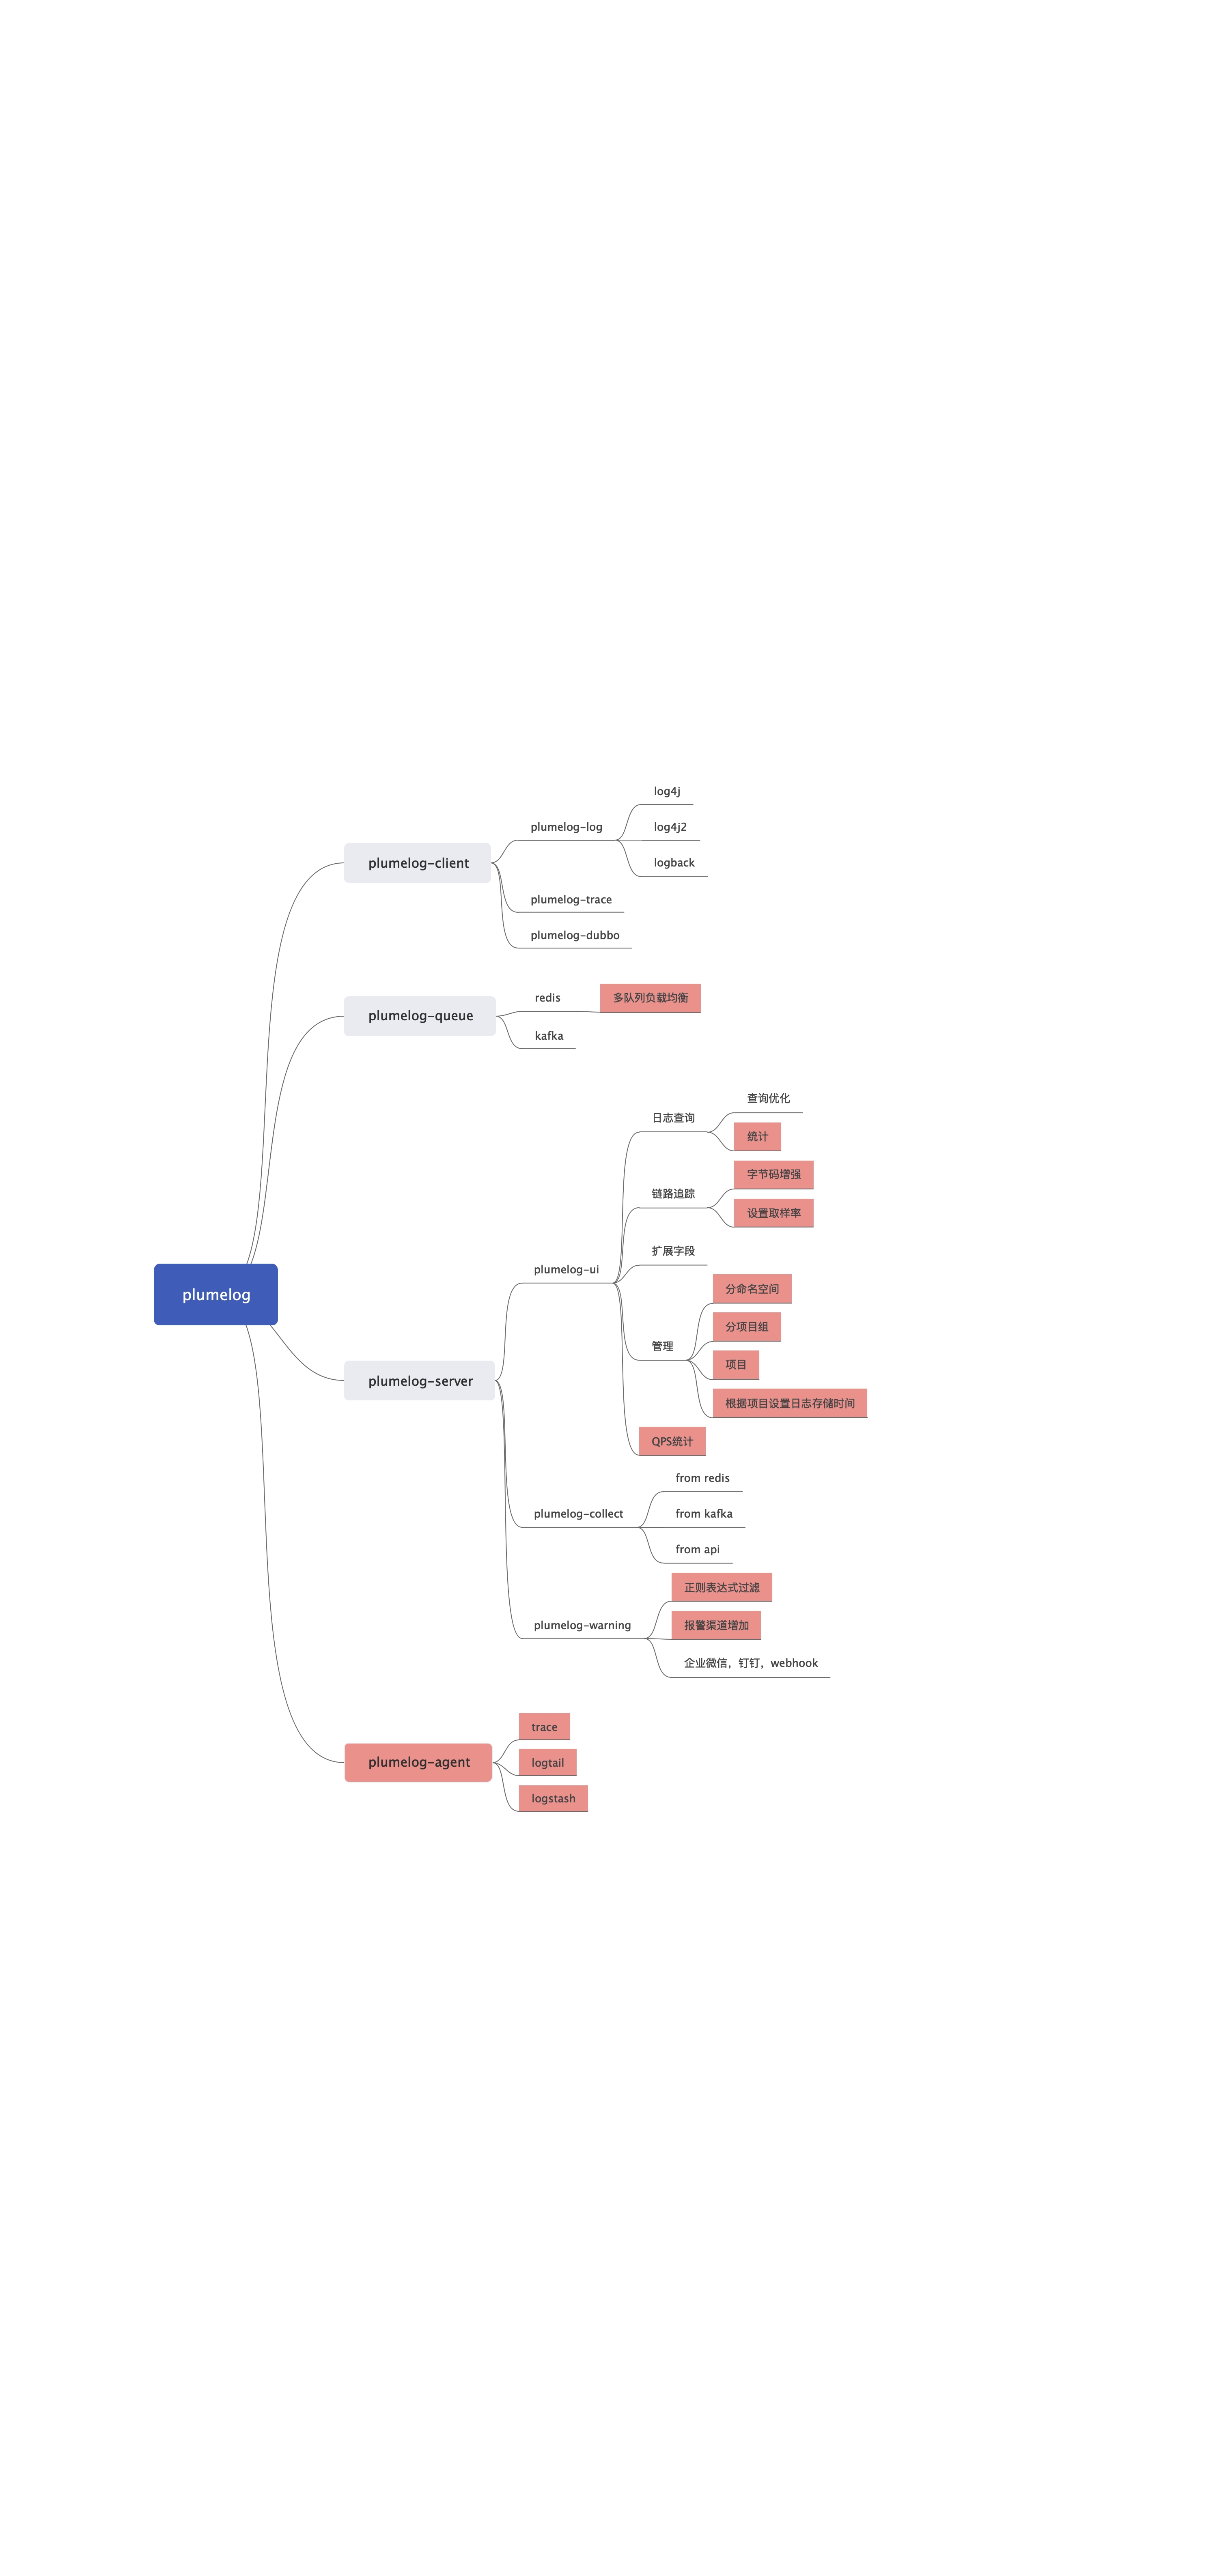 log4j
plumelog-log
log4j2
plumelog-client
logback
plumelog-trace
plumelog-dubbo
redis
多队列负载均衡
plumelog-queue
kafka
查询优化
日志查询
统计
字节码增强
链路追踪
设置取样率
扩展字段
plumelog-ui
分命名空间
plumelog
分项目组
管理
项目
plumelog-server
根据项目设置日志存储时间
QPS统计
from redis
plumelog-collect
from kafka
from api
正则表达式过滤
plumelog-warning
报警渠道增加
企业微信，钉钉，webhook
trace
plumelog-agent
logtail
logstash